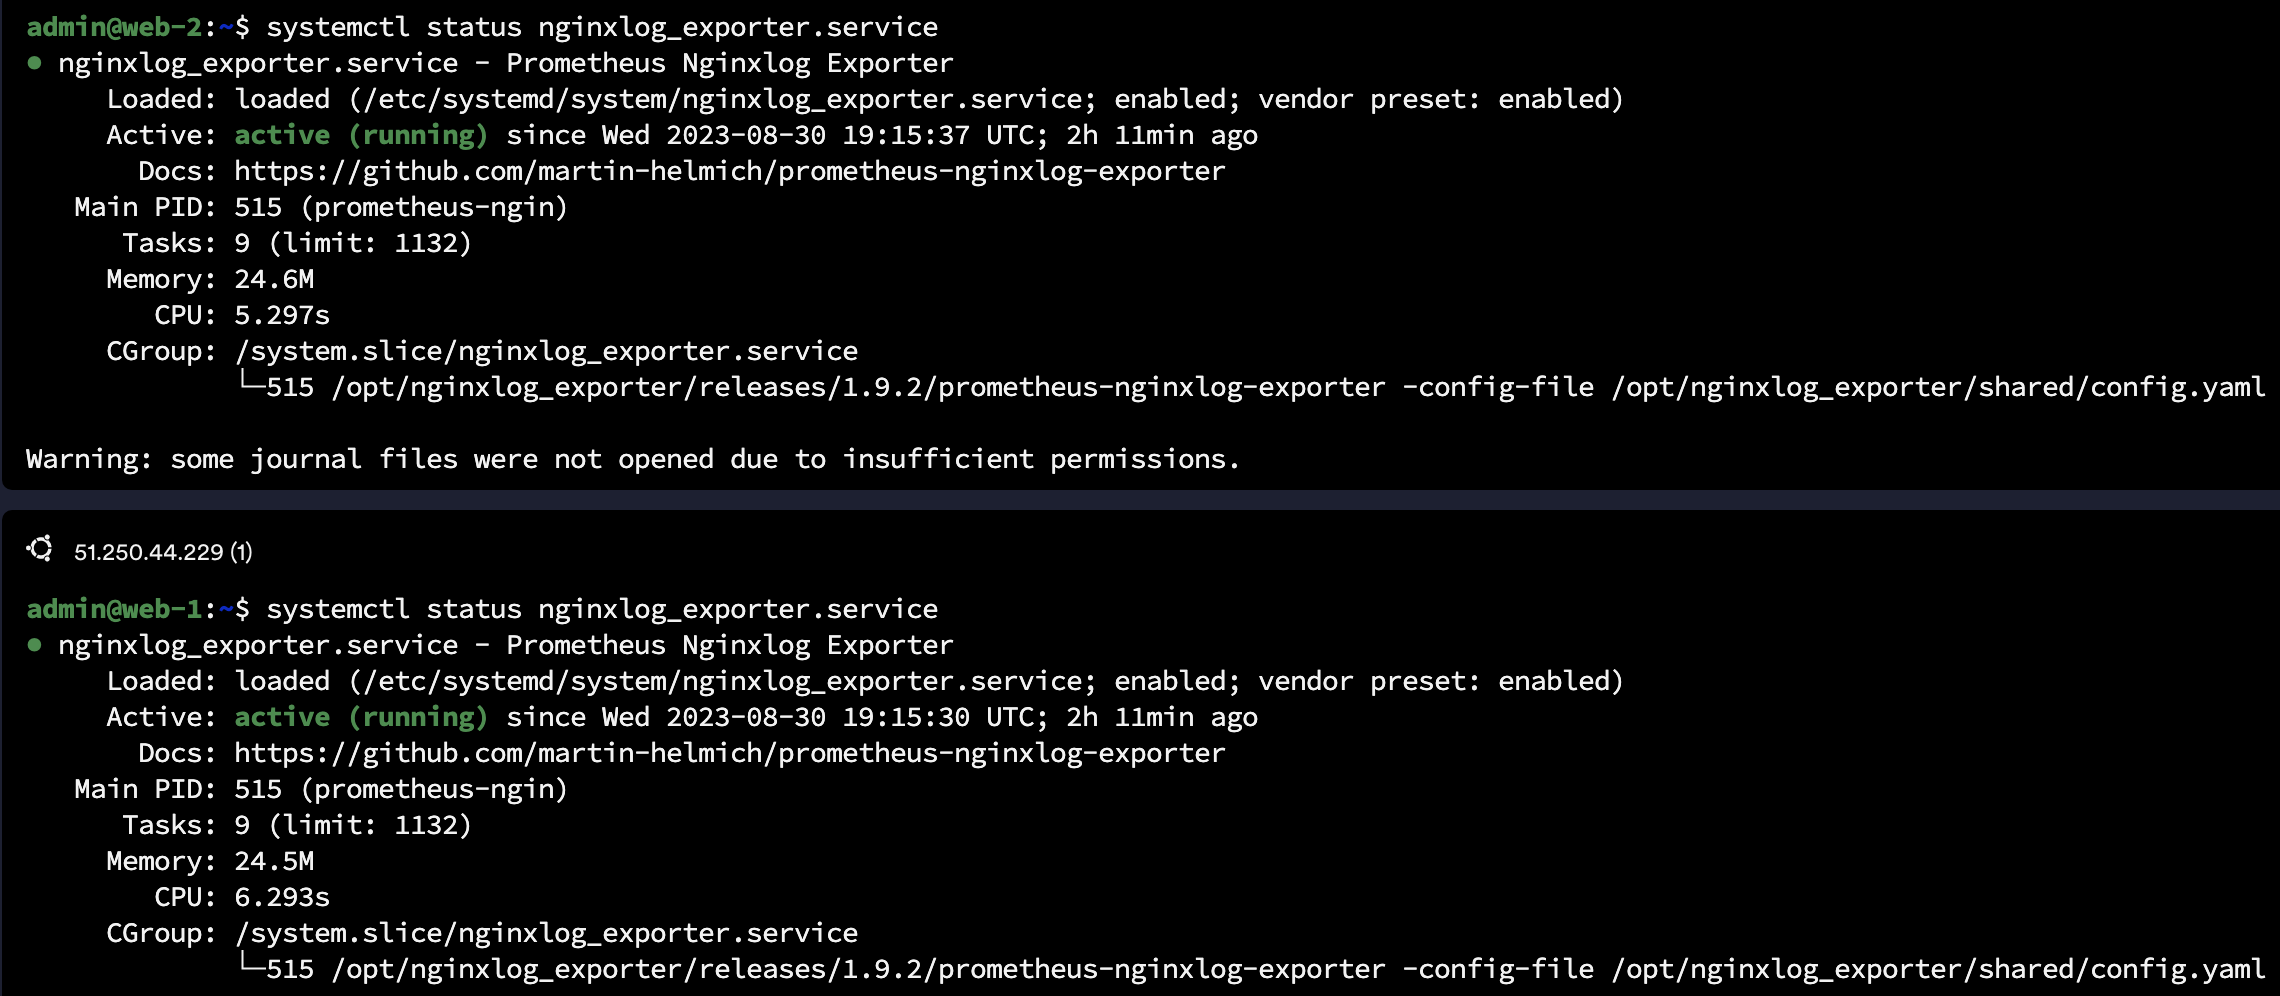 admin@web-2:~$ systemctl status nginxlog_exporter.service
● nginxlog_exporter.service - Prometheus Nginxlog Exporter
     Loaded: loaded (/etc/systemd/system/nginxlog_exporter.service; enabled; vendor preset: enabled)
     Active: active (running) since Wed 2023-08-30 19:15:37 UTC; 2h 11min ago
       Docs: https://github.com/martin-helmich/prometheus-nginxlog-exporter
   Main PID: 515 (prometheus-ngin)
      Tasks: 9 (limit: 1132)
     Memory: 24.6M
        CPU: 5.297s
     CGroup: /system.slice/nginxlog_exporter.service
             └─515 /opt/nginxlog_exporter/releases/1.9.2/prometheus-nginxlog-exporter -config-file /opt/nginxlog_exporter/shared/config.yaml
Warning: some journal files were not opened due to insufficient permissions.
51.250.44.229 (1)
admin@web-1:~$ systemctl status nginxlog_exporter.service
● nginxlog_exporter.service - Prometheus Nginxlog Exporter
     Loaded: loaded (/etc/systemd/system/nginxlog_exporter.service; enabled; vendor preset: enabled)
     Active: active (running) since Wed 2023-08-30 19:15:30 UTC; 2h 11min ago
       Docs: https://github.com/martin-helmich/prometheus-nginxlog-exporter
   Main PID: 515 (prometheus-ngin)
      Tasks: 9 (limit: 1132)
     Memory: 24.5M
        CPU: 6.293s
     CGroup: /system.slice/nginxlog_exporter.service
             └─515 /opt/nginxlog_exporter/releases/1.9.2/prometheus-nginxlog-exporter -config-file /opt/nginxlog_exporter/shared/config.yaml